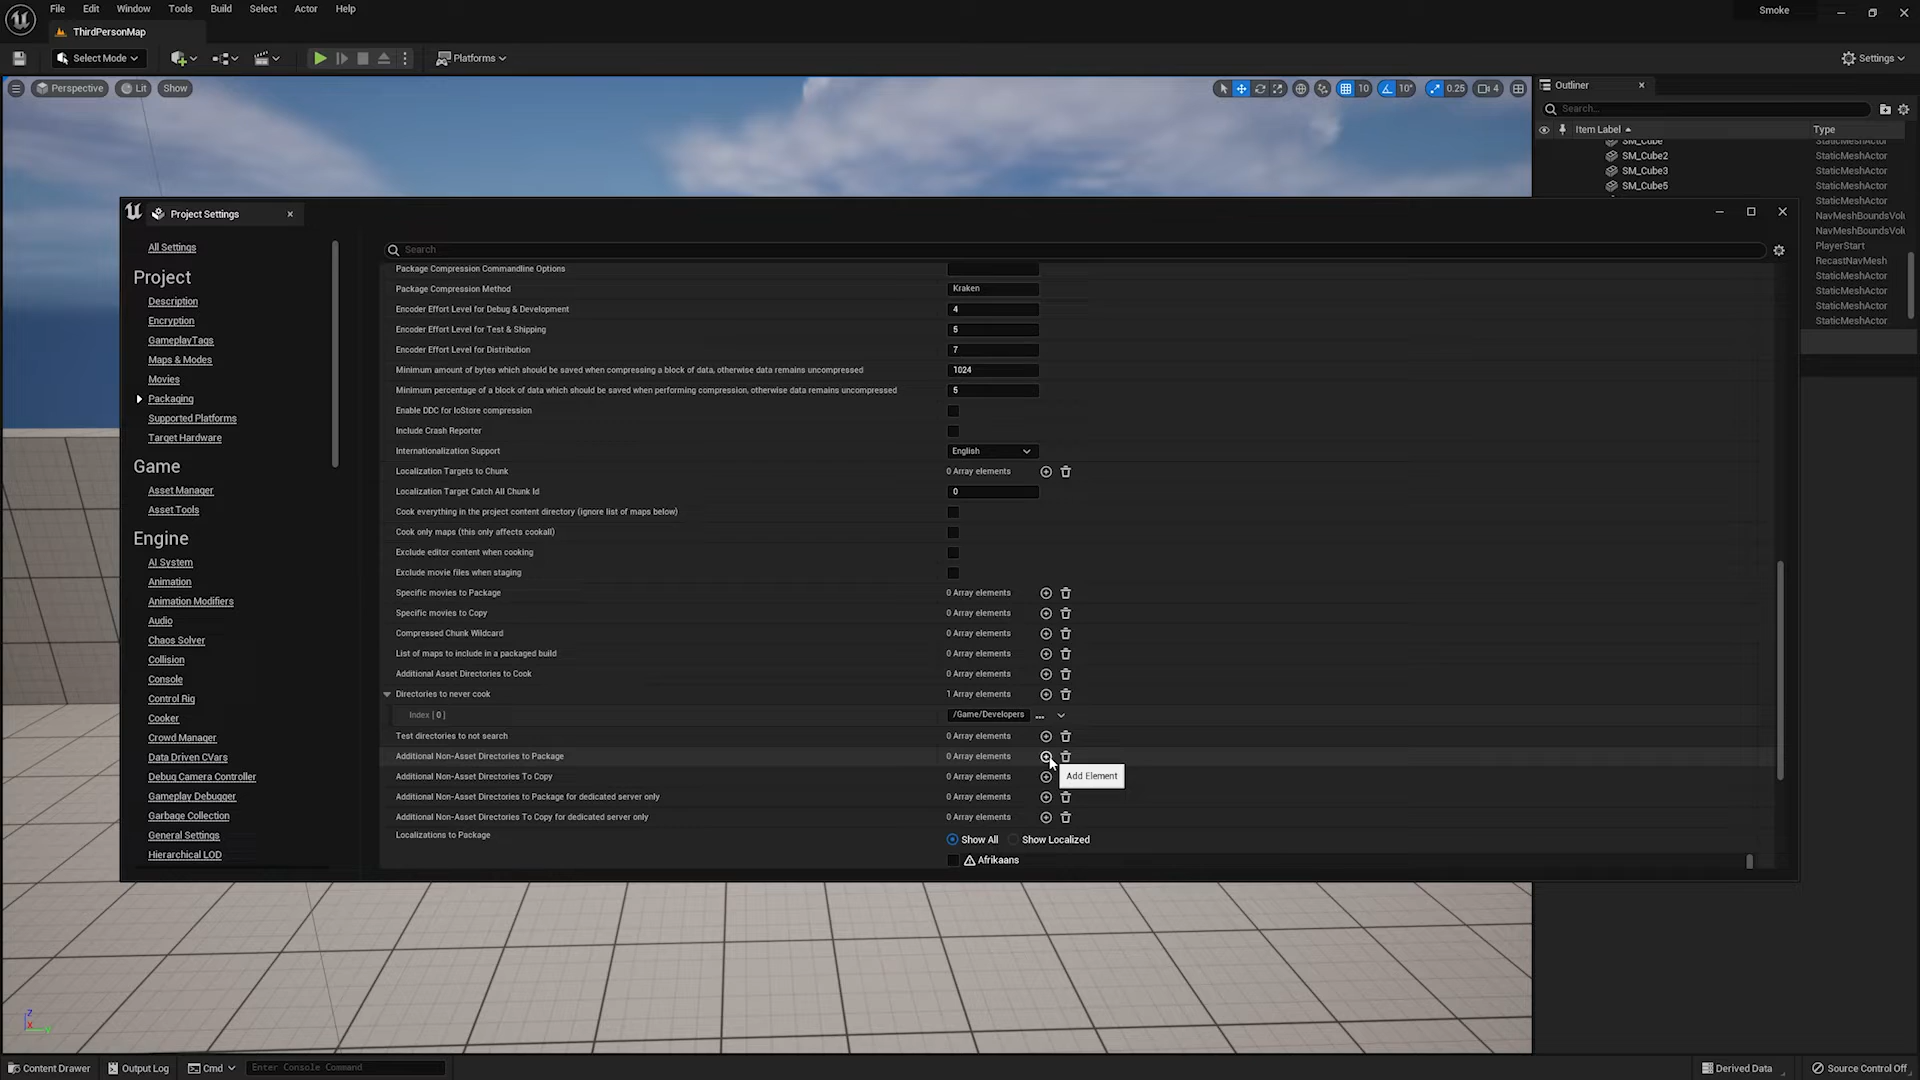 File Edit Window Tools Build Select Actor Help
Smoke
ThirdPersonMap
Select Mode
Platforms
Settings
Perspective Lit Show
10 10° 0.25 4
Outliner
Search...
Item Label Type
SM_Cube StaticMeshActor
SM_Cube2 StaticMeshActor
SM_Cube3 StaticMeshActor
SM_Cube5 StaticMeshActor
StaticMeshActor
NavMeshBoundsVolu
NavMeshBoundsVolu
PlayerStart
RecastNavMesh
StaticMeshActor
StaticMeshActor
StaticMeshActor
StaticMeshActor
Project Settings
All Settings
Project
Description
Encryption
GameplayTags
Maps & Modes
Movies
Packaging
Supported Platforms
Target Hardware
Game
Asset Manager
Asset Tools
Engine
AI System
Animation
Animation Modifiers
Audio
Chaos Solver
Collision
Console
Control Rig
Cooker
Crowd Manager
Data Driven CVars
Debug Camera Controller
Gameplay Debugger
Garbage Collection
General Settings
Hierarchical LOD
Search
Package Compression Commandline Options
Package Compression Method Kraken
Encoder Effort Level for Debug & Development 4
Encoder Effort Level for Test & Shipping 5
Encoder Effort Level for Distribution 7
Minimum amount of bytes which should be saved when compressing a block of data, otherwise data remains uncompressed 1024
Minimum percentage of a block of data which should be saved when performing compression, otherwise data remains uncompressed 5
Enable DDC for IoStore compression
Include Crash Reporter
Internationalization Support English
Localization Targets to Chunk 0 Array elements
Localization Target Catch All Chunk Id 0
Cook everything in the project content directory (ignore list of maps below)
Cook only maps (this only affects cookall)
Exclude editor content when cooking
Exclude movie files when staging
Specific movies to Package 0 Array elements
Specific movies to Copy 0 Array elements
Compressed Chunk Wildcard 0 Array elements
List of maps to include in a packaged build 0 Array elements
Additional Asset Directories to Cook 0 Array elements
Directories to never cook 1 Array elements
Index [ 0 ] /Game/Developers ...
Test directories to not search 0 Array elements
Additional Non-Asset Directories to Package 0 Array elements
Additional Non-Asset Directories To Copy 0 Array elements
Add Element
Additional Non-Asset Directories to Package for dedicated server only 0 Array elements
Additional Non-Asset Directories To Copy for dedicated server only 0 Array elements
Localizations to Package
Show All Show Localized
Afrikaans
Z
X
Y
Content Drawer Output Log Cmd Enter Console Command
Derived Data Source Control Off